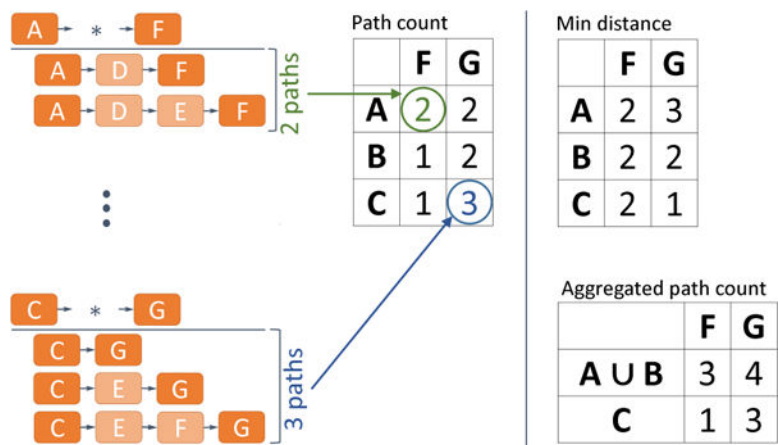 A * F
A D F
A D E F
2 paths
C * G
C G
C E G
C E F G
3 paths
Path count
F G
A 2 2
B 1 2
C 1 3
Min distance
F G
A 2 3
B 2 2
C 2 1
Aggregated path count
F G
A ∪ B 3 4
C 1 3